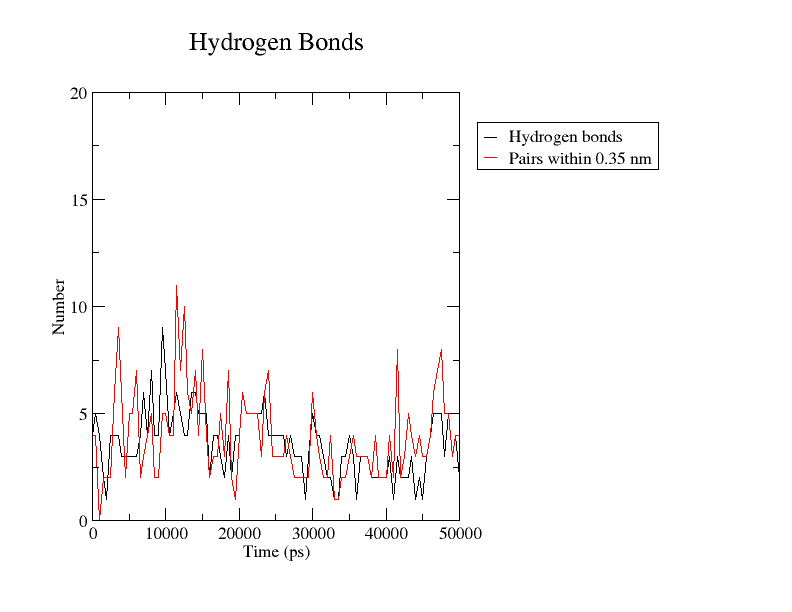 Hydrogen Bonds
20
15
10
5
0
Number
0 10000 20000 30000 40000 50000
Time (ps)
Hydrogen bonds
Pairs within 0.35 nm